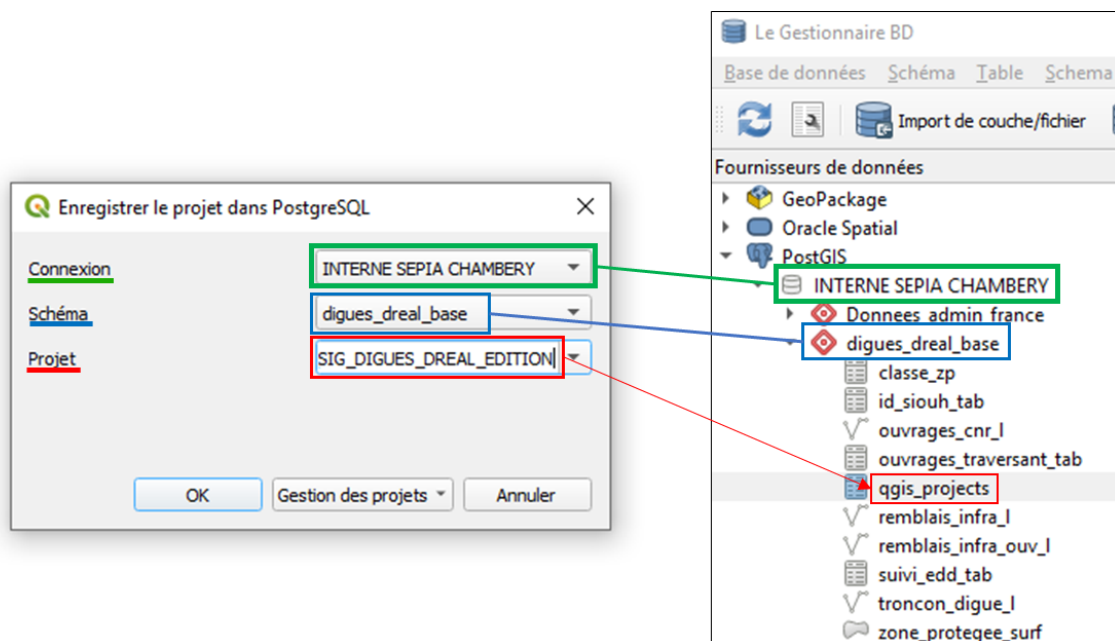 Enregistrer le projet dans PostgreSQL
Connexion
INTERNE SEPIA CHAMBERY
Schéma
digues_dreal_base
Projet
SIG_DIGUES_DREAL_EDITION
OK
Gestion des projets
Annuler
Le Gestionnaire BD
Base de données Schéma Table Schema
Import de couche/fichier
Fournisseurs de données
GeoPackage
Oracle Spatial
PostGIS
INTERNE SEPIA CHAMBERY
Donnees_admin_france
digues_dreal_base
classe_zp
id_siouh_tab
ouvrages_cnr_l
ouvrages_traversant_tab
qgis_projects
remblais_infra_l
remblais_infra_ouv_l
suivi_edd_tab
troncon_digue_l
zone_protegee_surf